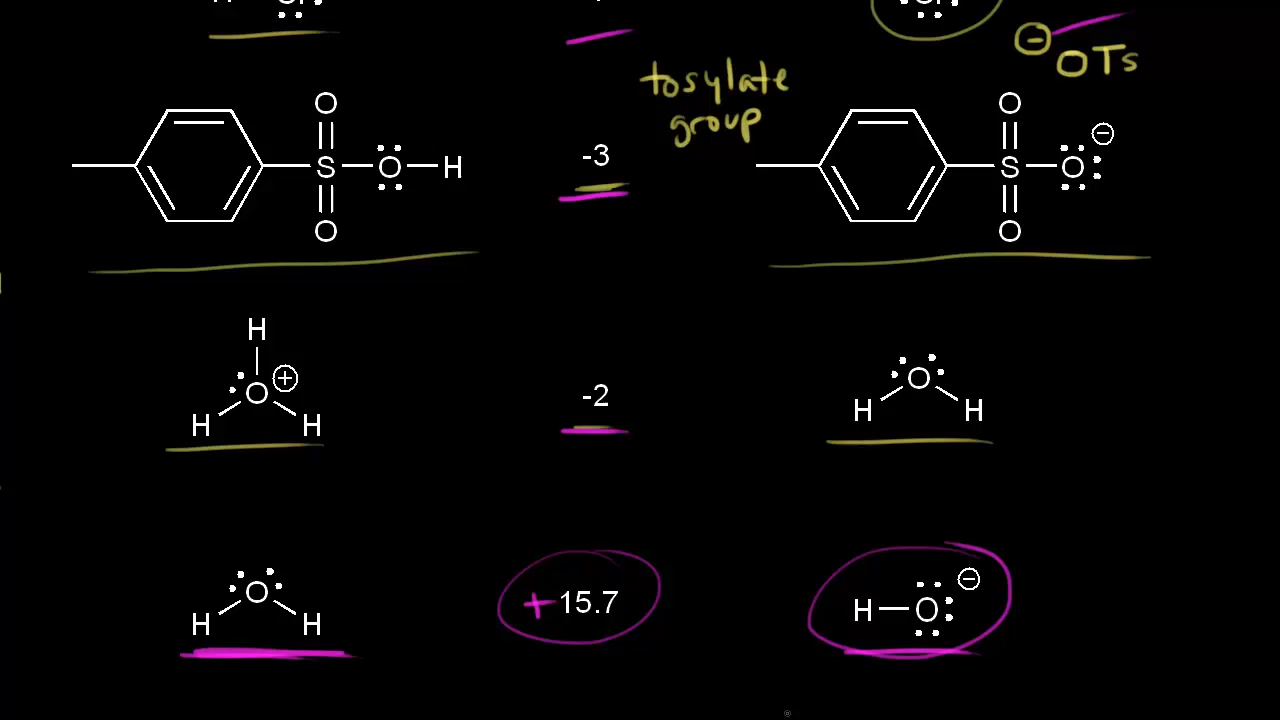 ⊖ OTs
tosylate
group
O O ⊖
S O H -3 S O
O O
H
O ⊕ -2 O
H H H H
O + 15.7 H O ⊖
H H